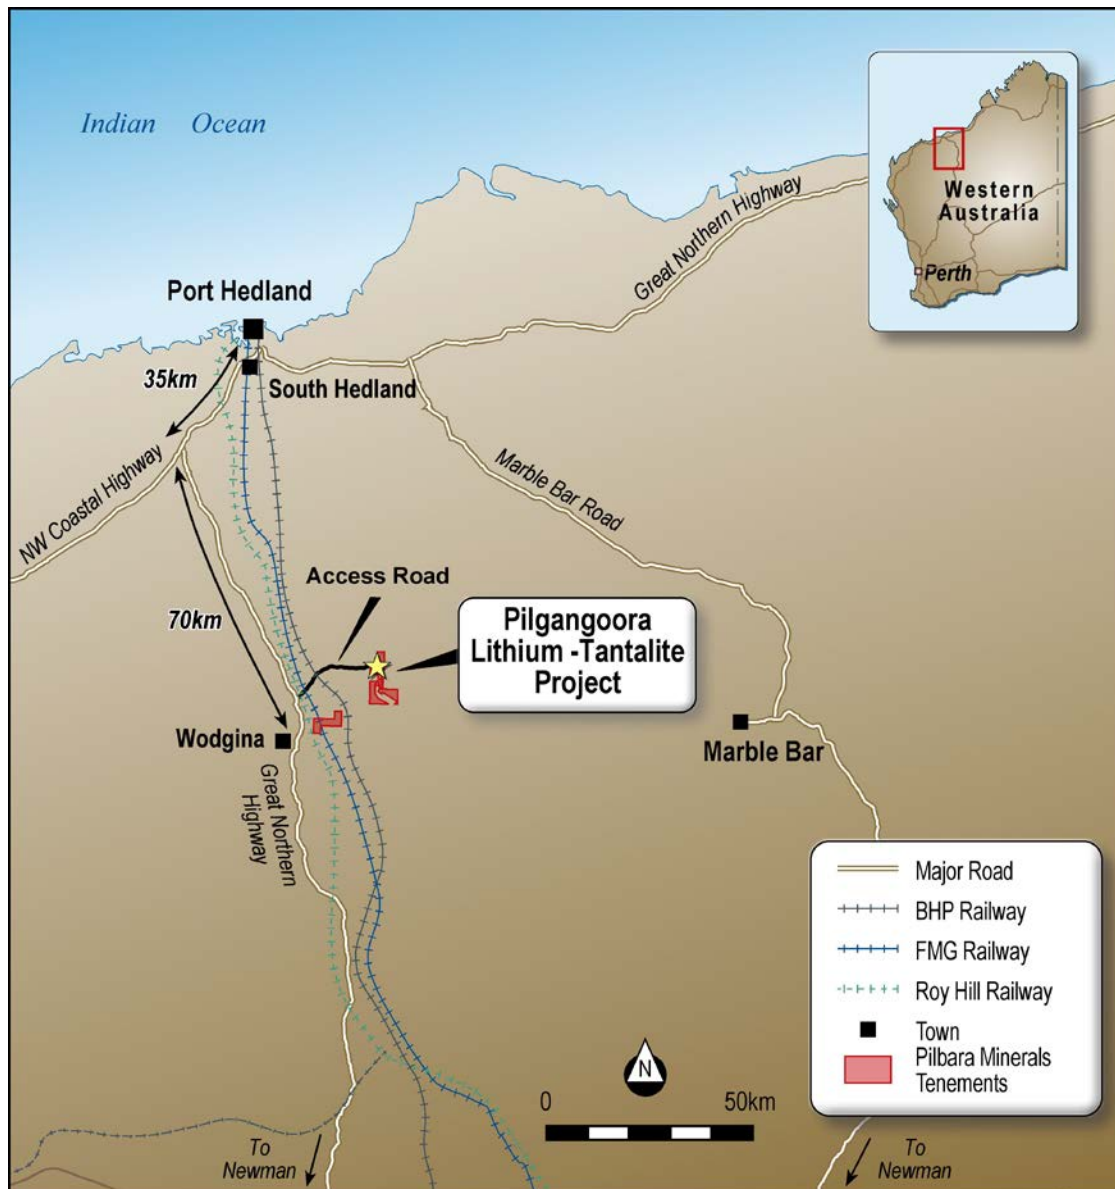 Indian Ocean
Western
Australia
Perth
Great Northern Highway
Port Hedland
35km
South Hedland
NW Coastal Highway
Marble Bar Road
Access Road
70km
Pilgangoora
Lithium -Tantalite
Project
Wodgina
Marble Bar
Great Northern
Highway
Major Road
BHP Railway
FMG Railway
Roy Hill Railway
Town
Pilbara Minerals
Tenements
N
0
50km
To
Newman
To
Newman